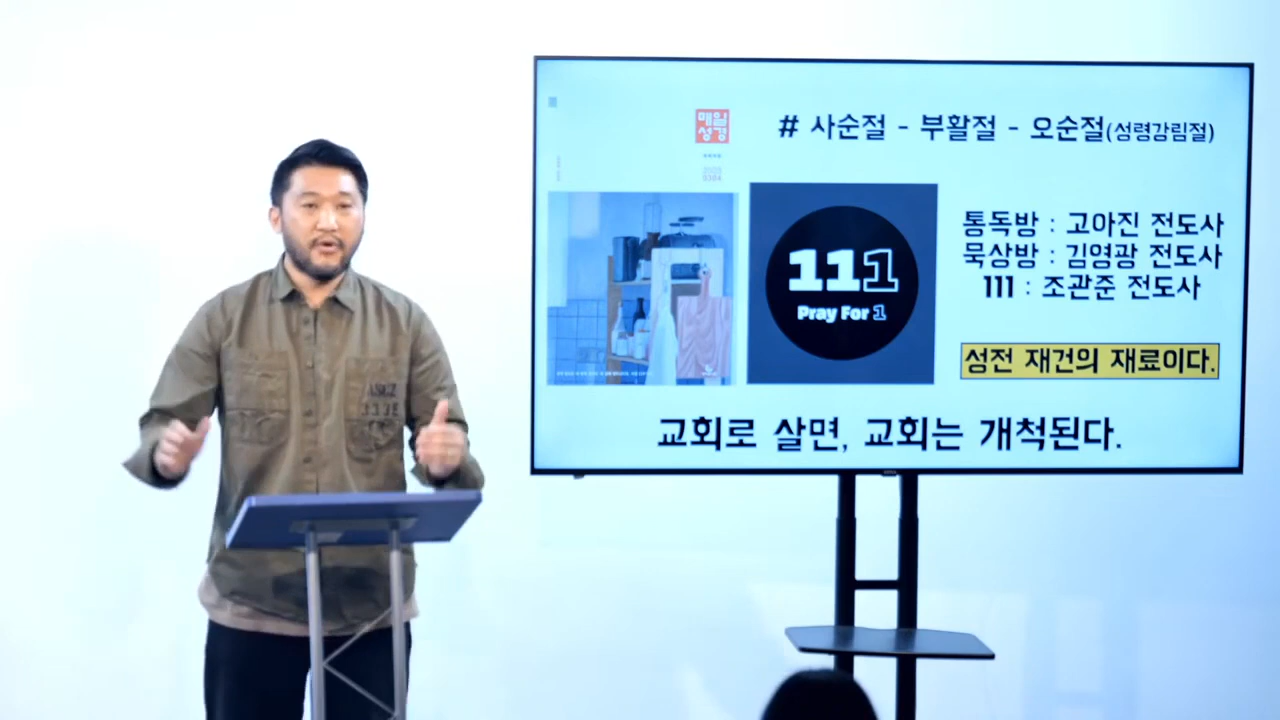 매일
성경
# 사순절 - 부활절 - 오순절(성령강림절)
111
Pray For 1
통독방 : 고아진 전도사
묵상방 : 김영광 전도사
111 : 조관준 전도사
성전 재건의 재료이다.
교회로 살면, 교회는 개척된다.